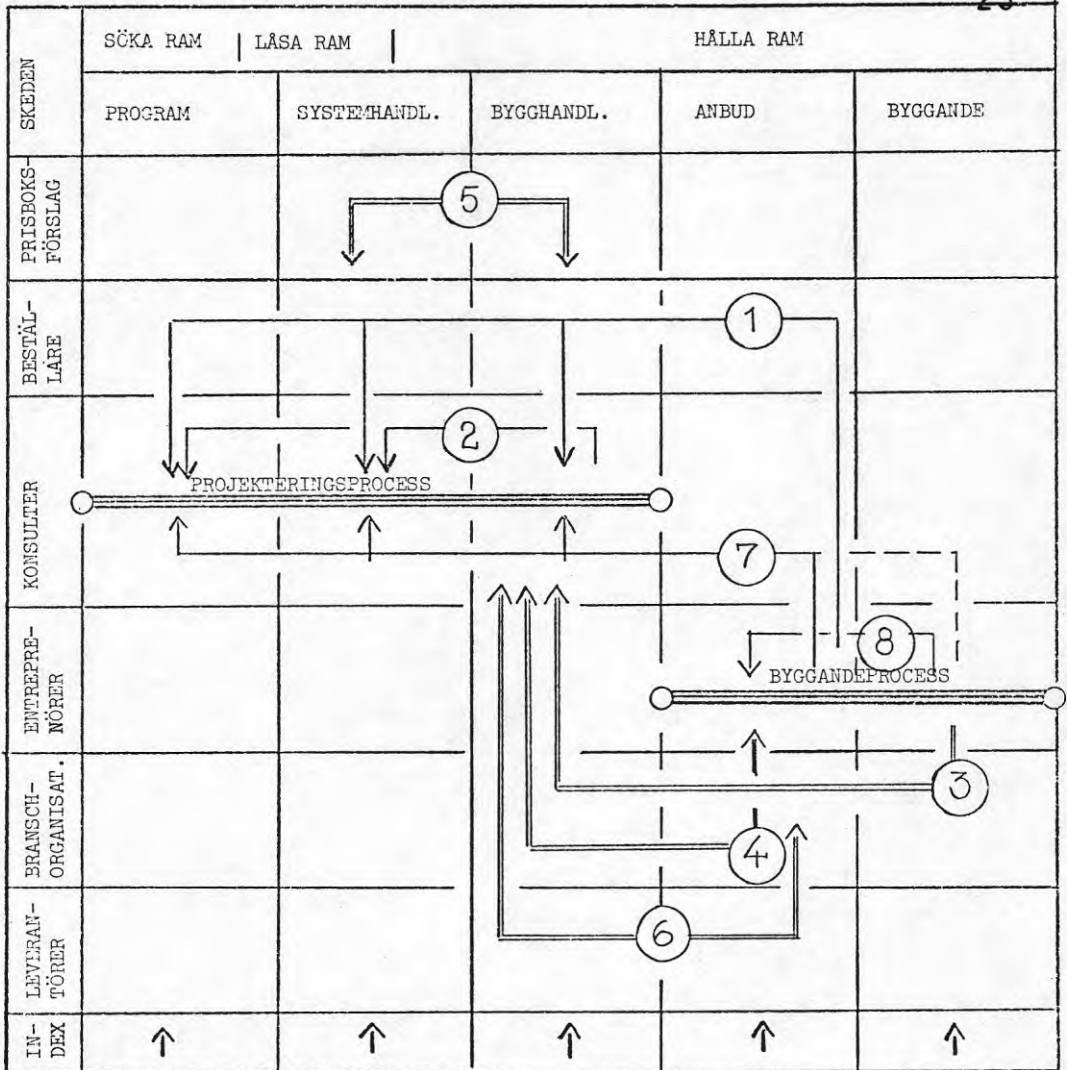 SKEDEN
SÖKA RAM | LÅSA RAM |
HÅLLA RAM
PROGRAM
SYSTEMHANDL.
BYGGHANDL.
ANBUD
BYGGANDE
PRISBOKS-
FÖRSLAG
5
BESTÄL-
LARE
1
KONSULTER
2
PROJEKTERINGSPROCESS
7
ENTREPRE-
NÖRER
8
BYGGANDEPROCESS
BRANSCH-
ORGANISAT.
3
4
LEVERAN-
TÖRER
6
IN-
DEX